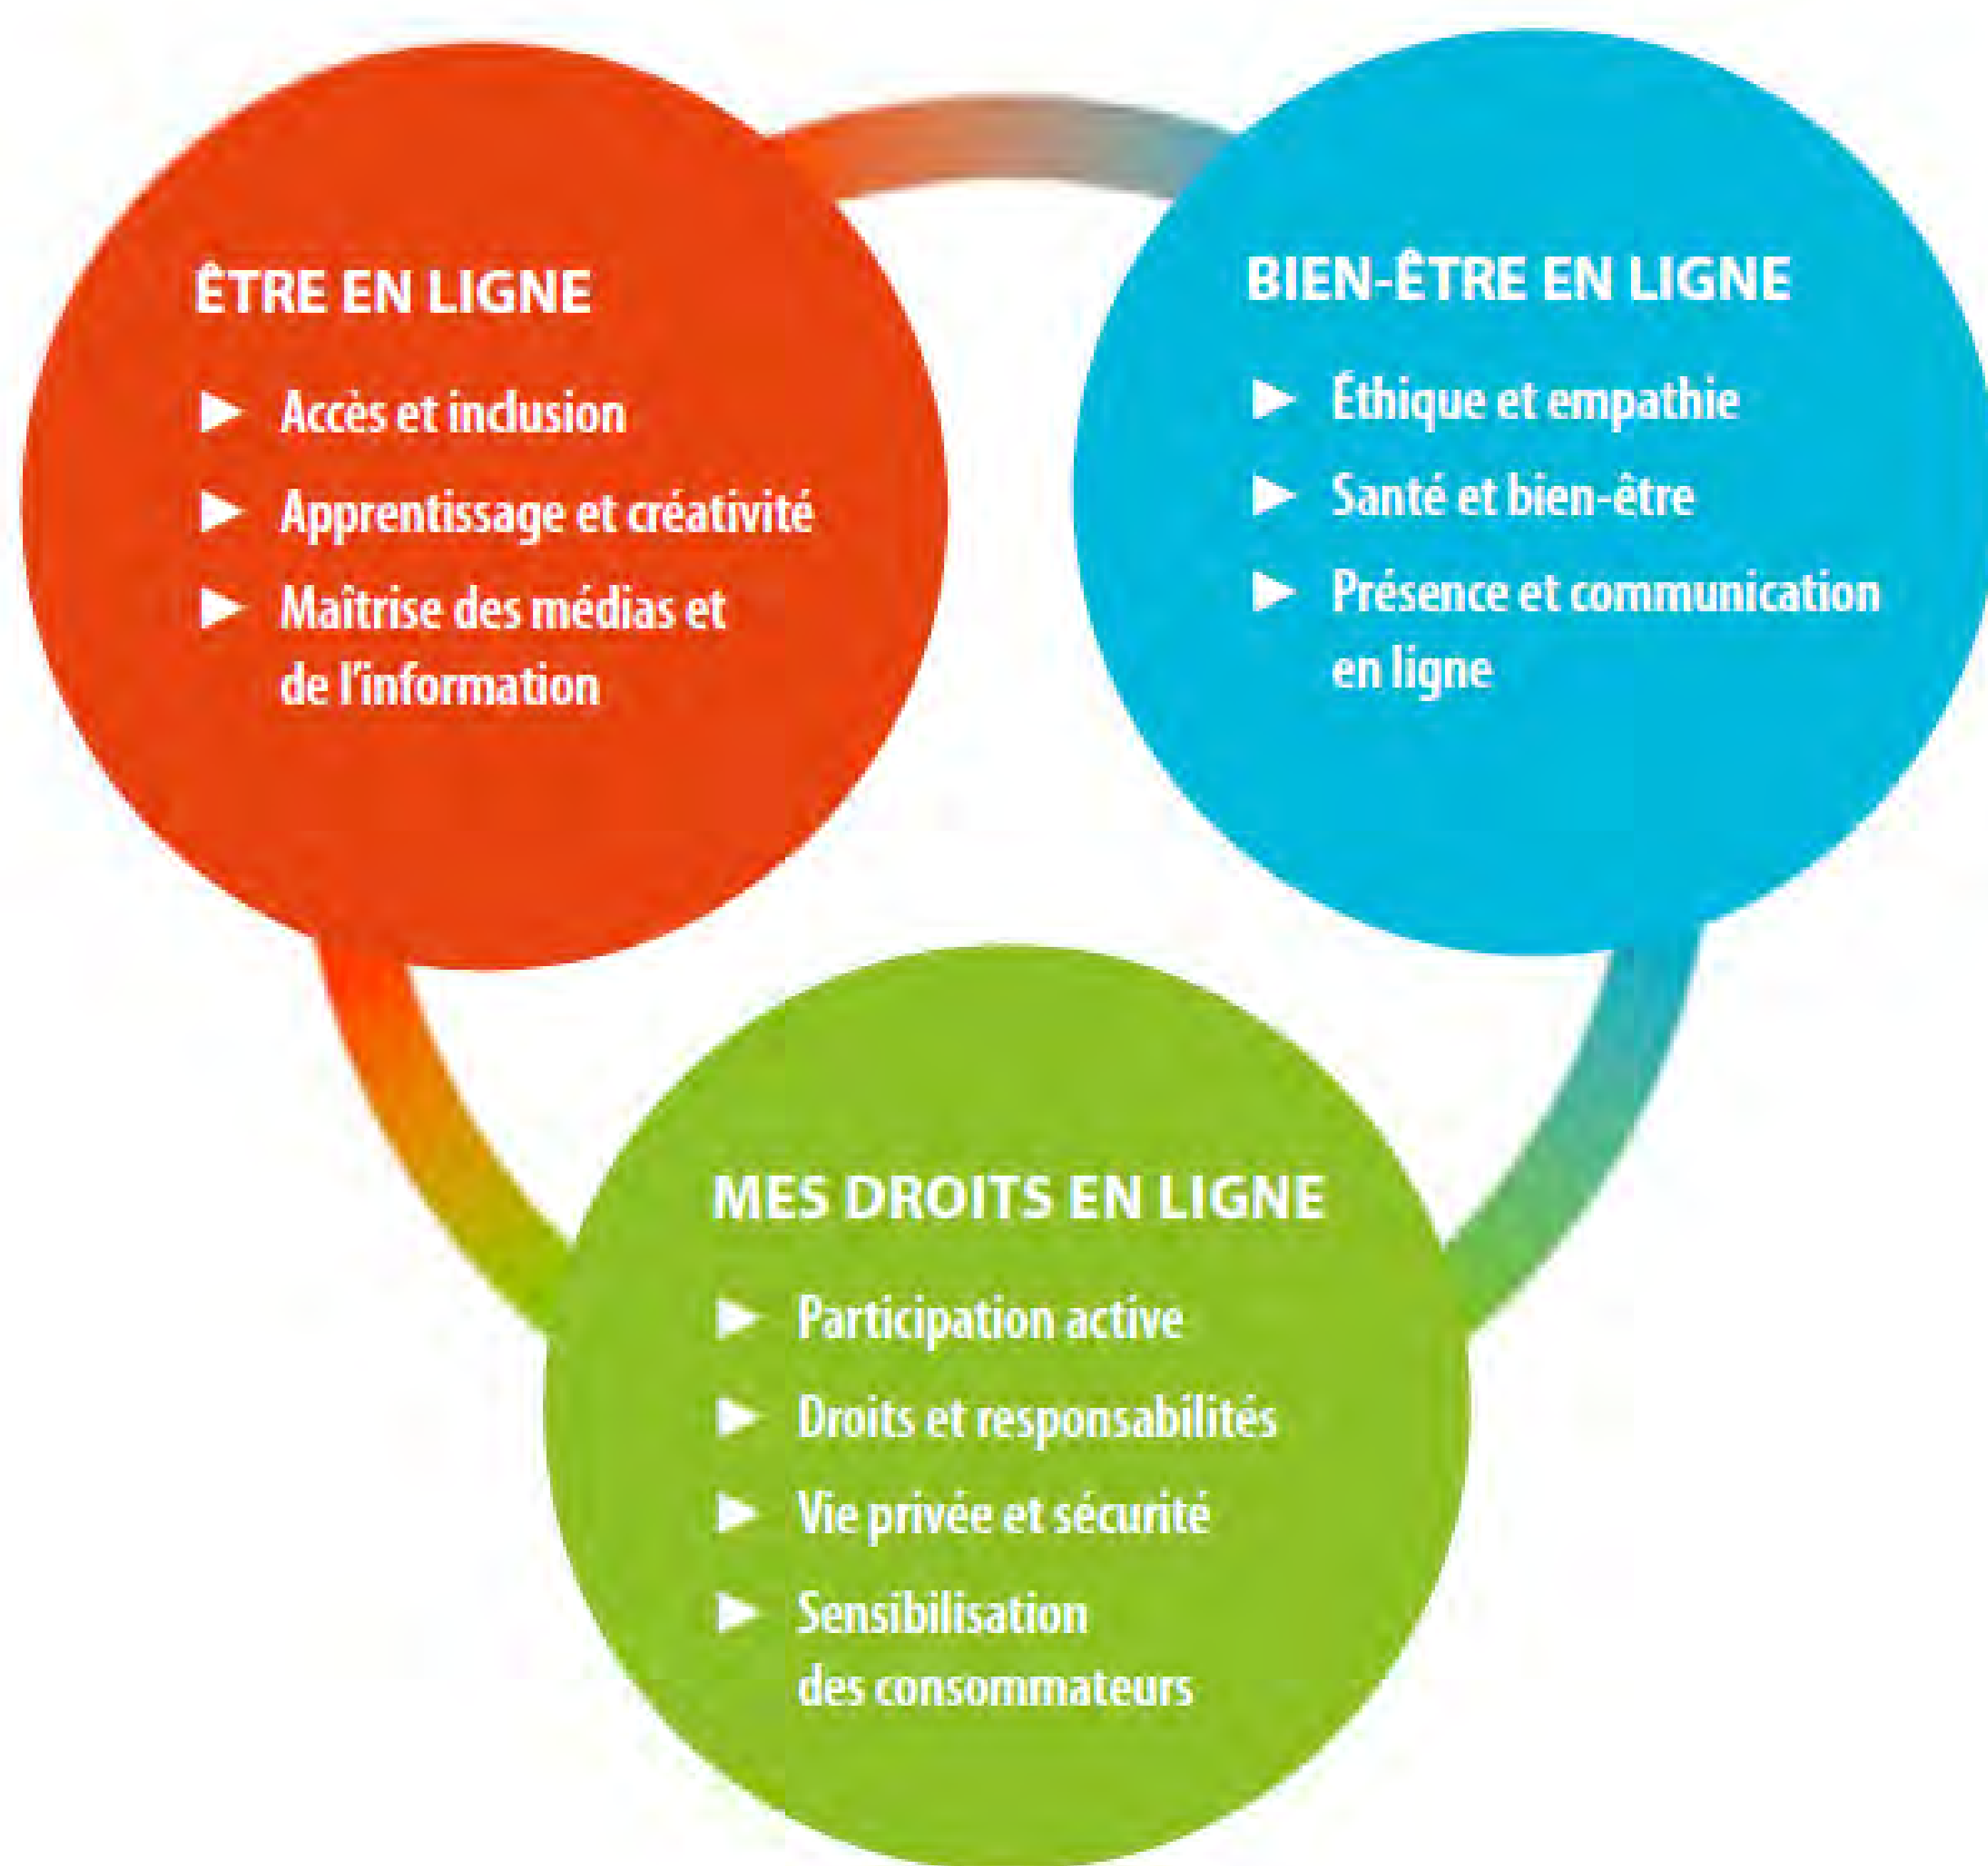 ÊTRE EN LIGNE
► Accès et inclusion
► Apprentissage et créativité
► Maîtrise des médias et
de l'information
BIEN-ÊTRE EN LIGNE
► Éthique et empathie
► Santé et bien-être
► Présence et communication
en ligne
MES DROITS EN LIGNE
► Participation active
► Droits et responsabilités
► Vie privée et sécurité
► Sensibilisation
des consommateurs